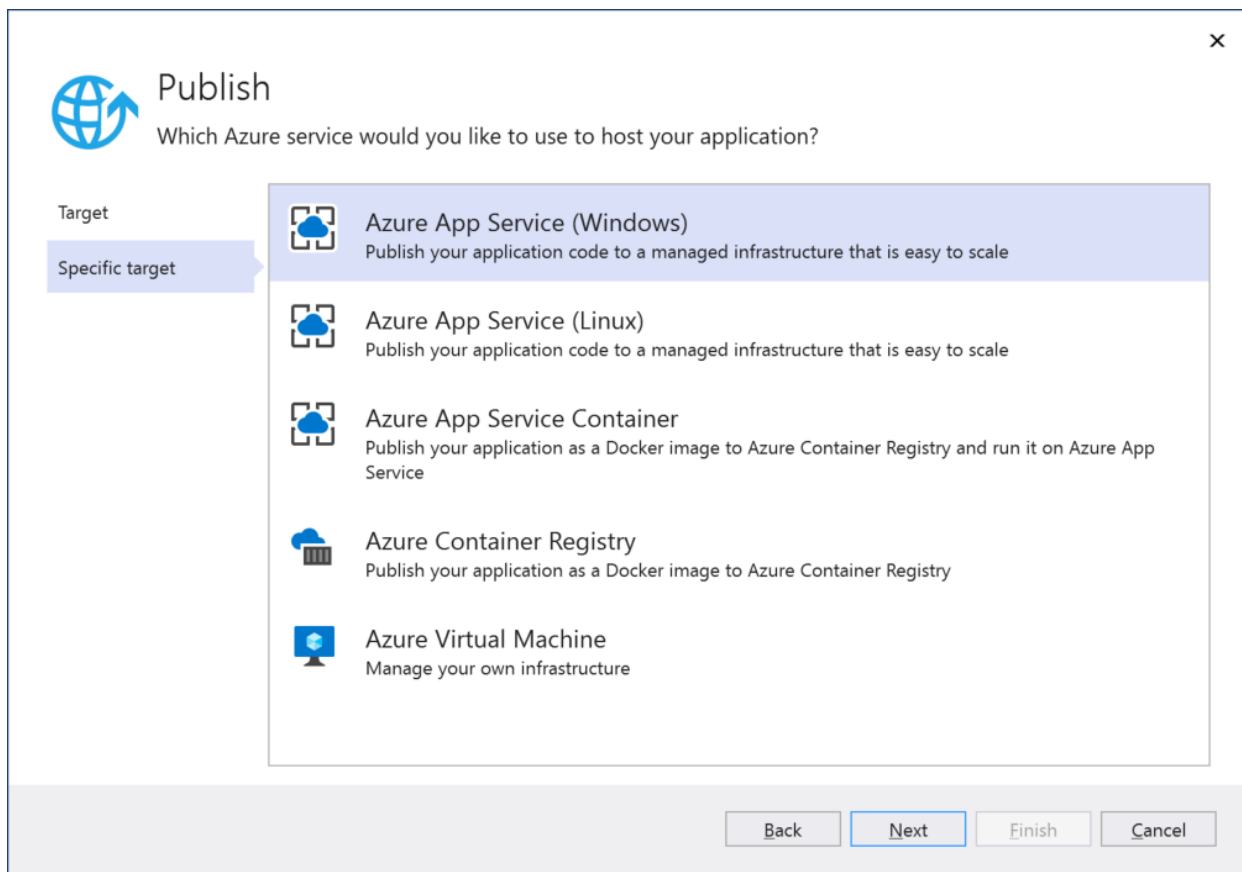 Publish
Which Azure service would you like to use to host your application?
Target
Specific target
Azure App Service (Windows)
Publish your application code to a managed infrastructure that is easy to scale
Azure App Service (Linux)
Publish your application code to a managed infrastructure that is easy to scale
Azure App Service Container
Publish your application as a Docker image to Azure Container Registry and run it on Azure App
Service
Azure Container Registry
Publish your application as a Docker image to Azure Container Registry
Azure Virtual Machine
Manage your own infrastructure
Back
Next
Finish
Cancel